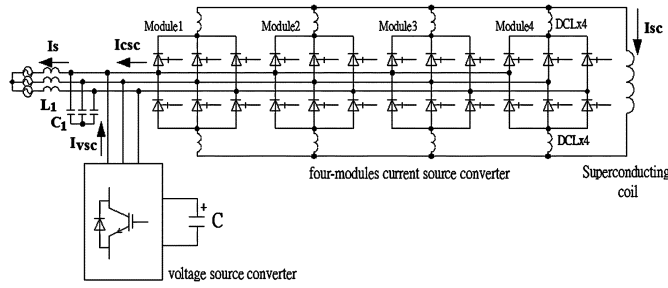 Module1 Module2 Module3 Module4 DCLx4 Isc
Is Icsc
L1
C1
Ivsc
DCLx4
four-modules current source converter
Superconducting
coil
+
C
voltage source converter